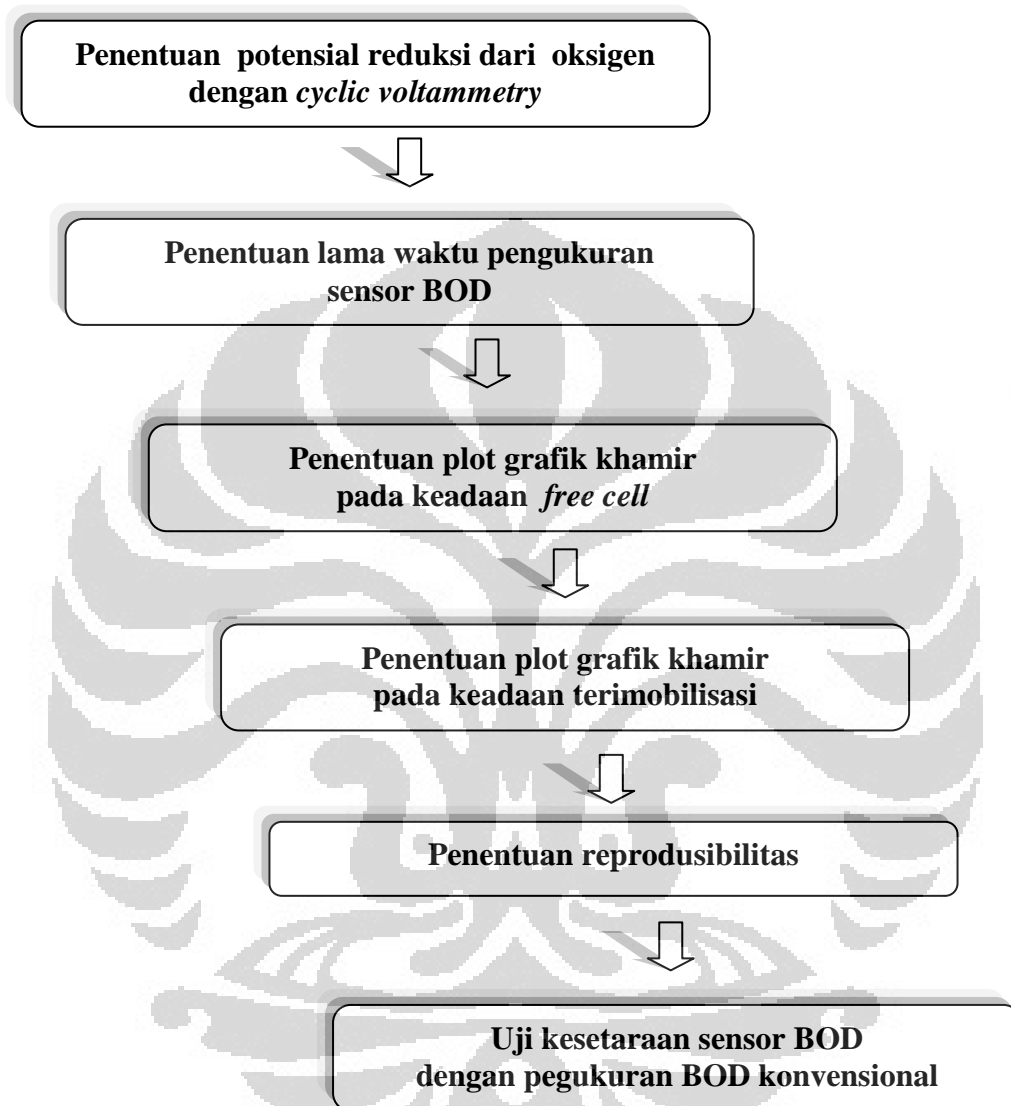 Penentuan potensial reduksi dari oksigen
dengan cyclic voltammetry
Penentuan lama waktu pengukuran
sensor BOD
Penentuan plot grafik khamir
pada keadaan free cell
Penentuan plot grafik khamir
pada keadaan terimobilisasi
Penentuan reprodusibilitas
Uji kesetaraan sensor BOD
dengan pegukuran BOD konvensional